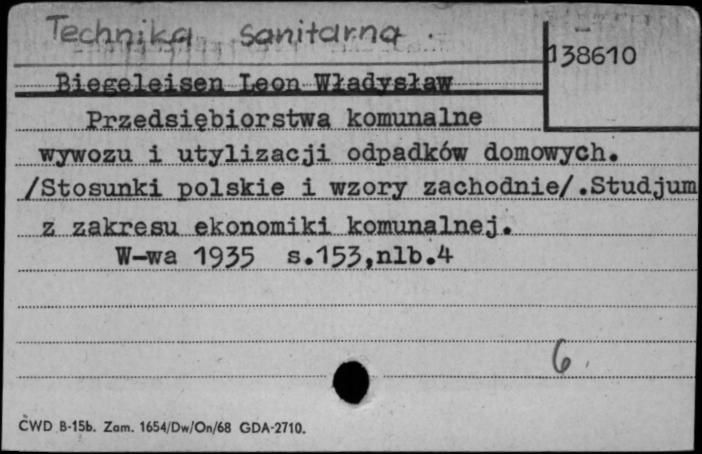 Technika sanitarna
138610
Biegeleisen Leon Władysław
Przedsiębiorstwa komunalne
wywozu i utylizacji odpadków domowych.
/Stosunki polskie i wzory zachodnie/.Studjum
z zakresu ekonomiki komunalnej.
W-wa 1935 s.153,nlb.4
6
CWD B-15b. Zam. 1654/Dw/On/68 GDA-2710.